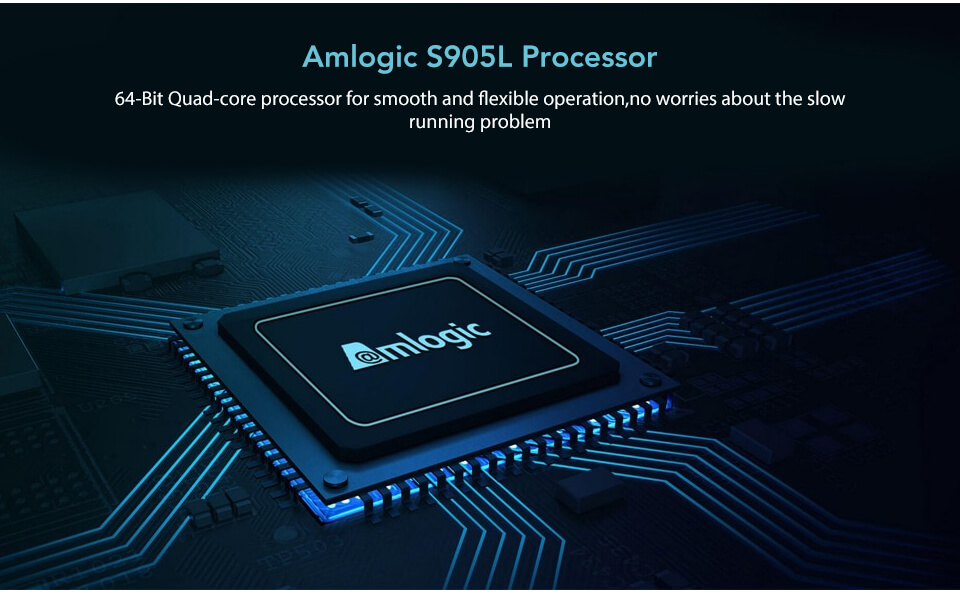 Amlogic S905L Processor
64-Bit Quad-core processor for smooth and flexible operation,no worries about the slow
running problem
@mlogic